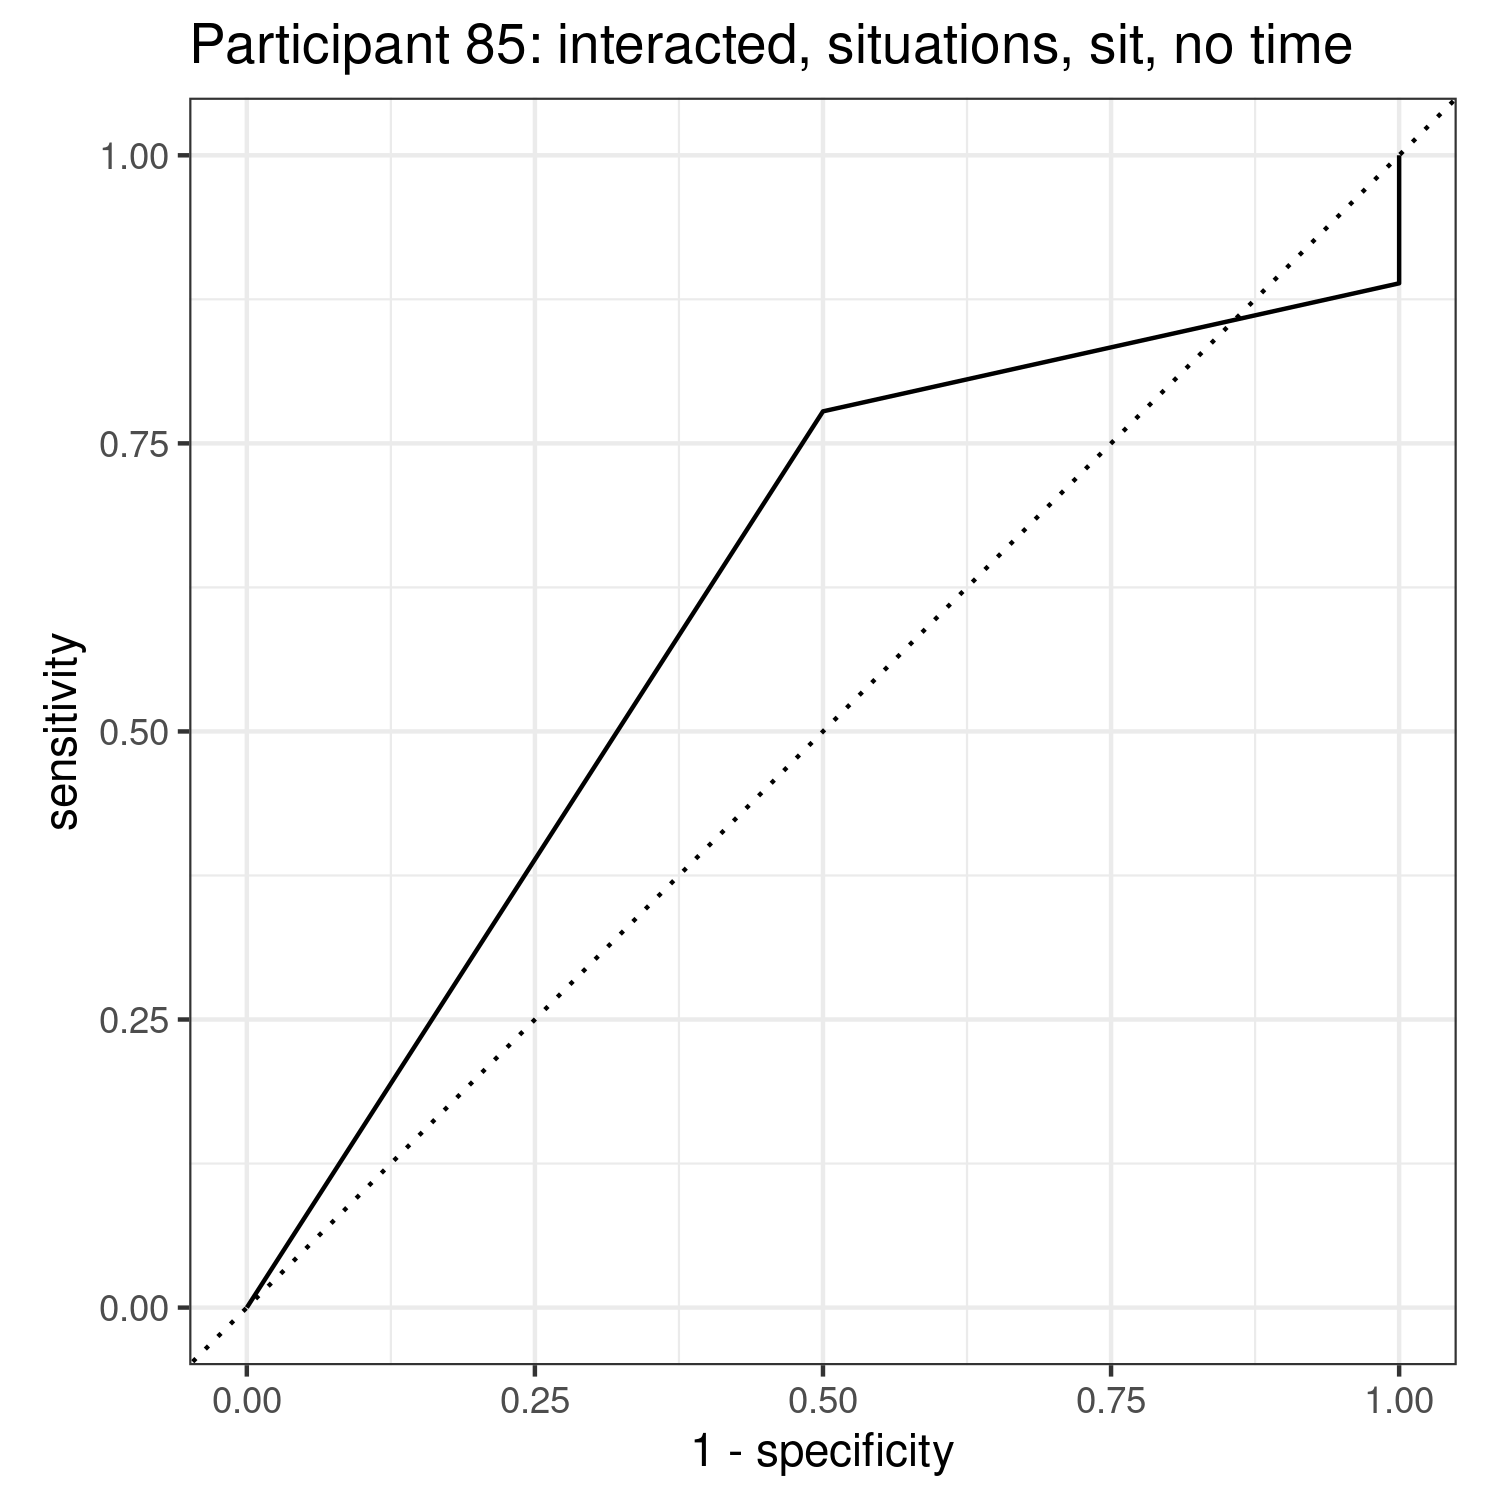 Participant 85: interacted, situations, sit, no time
1.00
0.75
0.50
0.25
0.00
sensitivity
0.00 0.25 0.50 0.75 1.00
1 - specificity